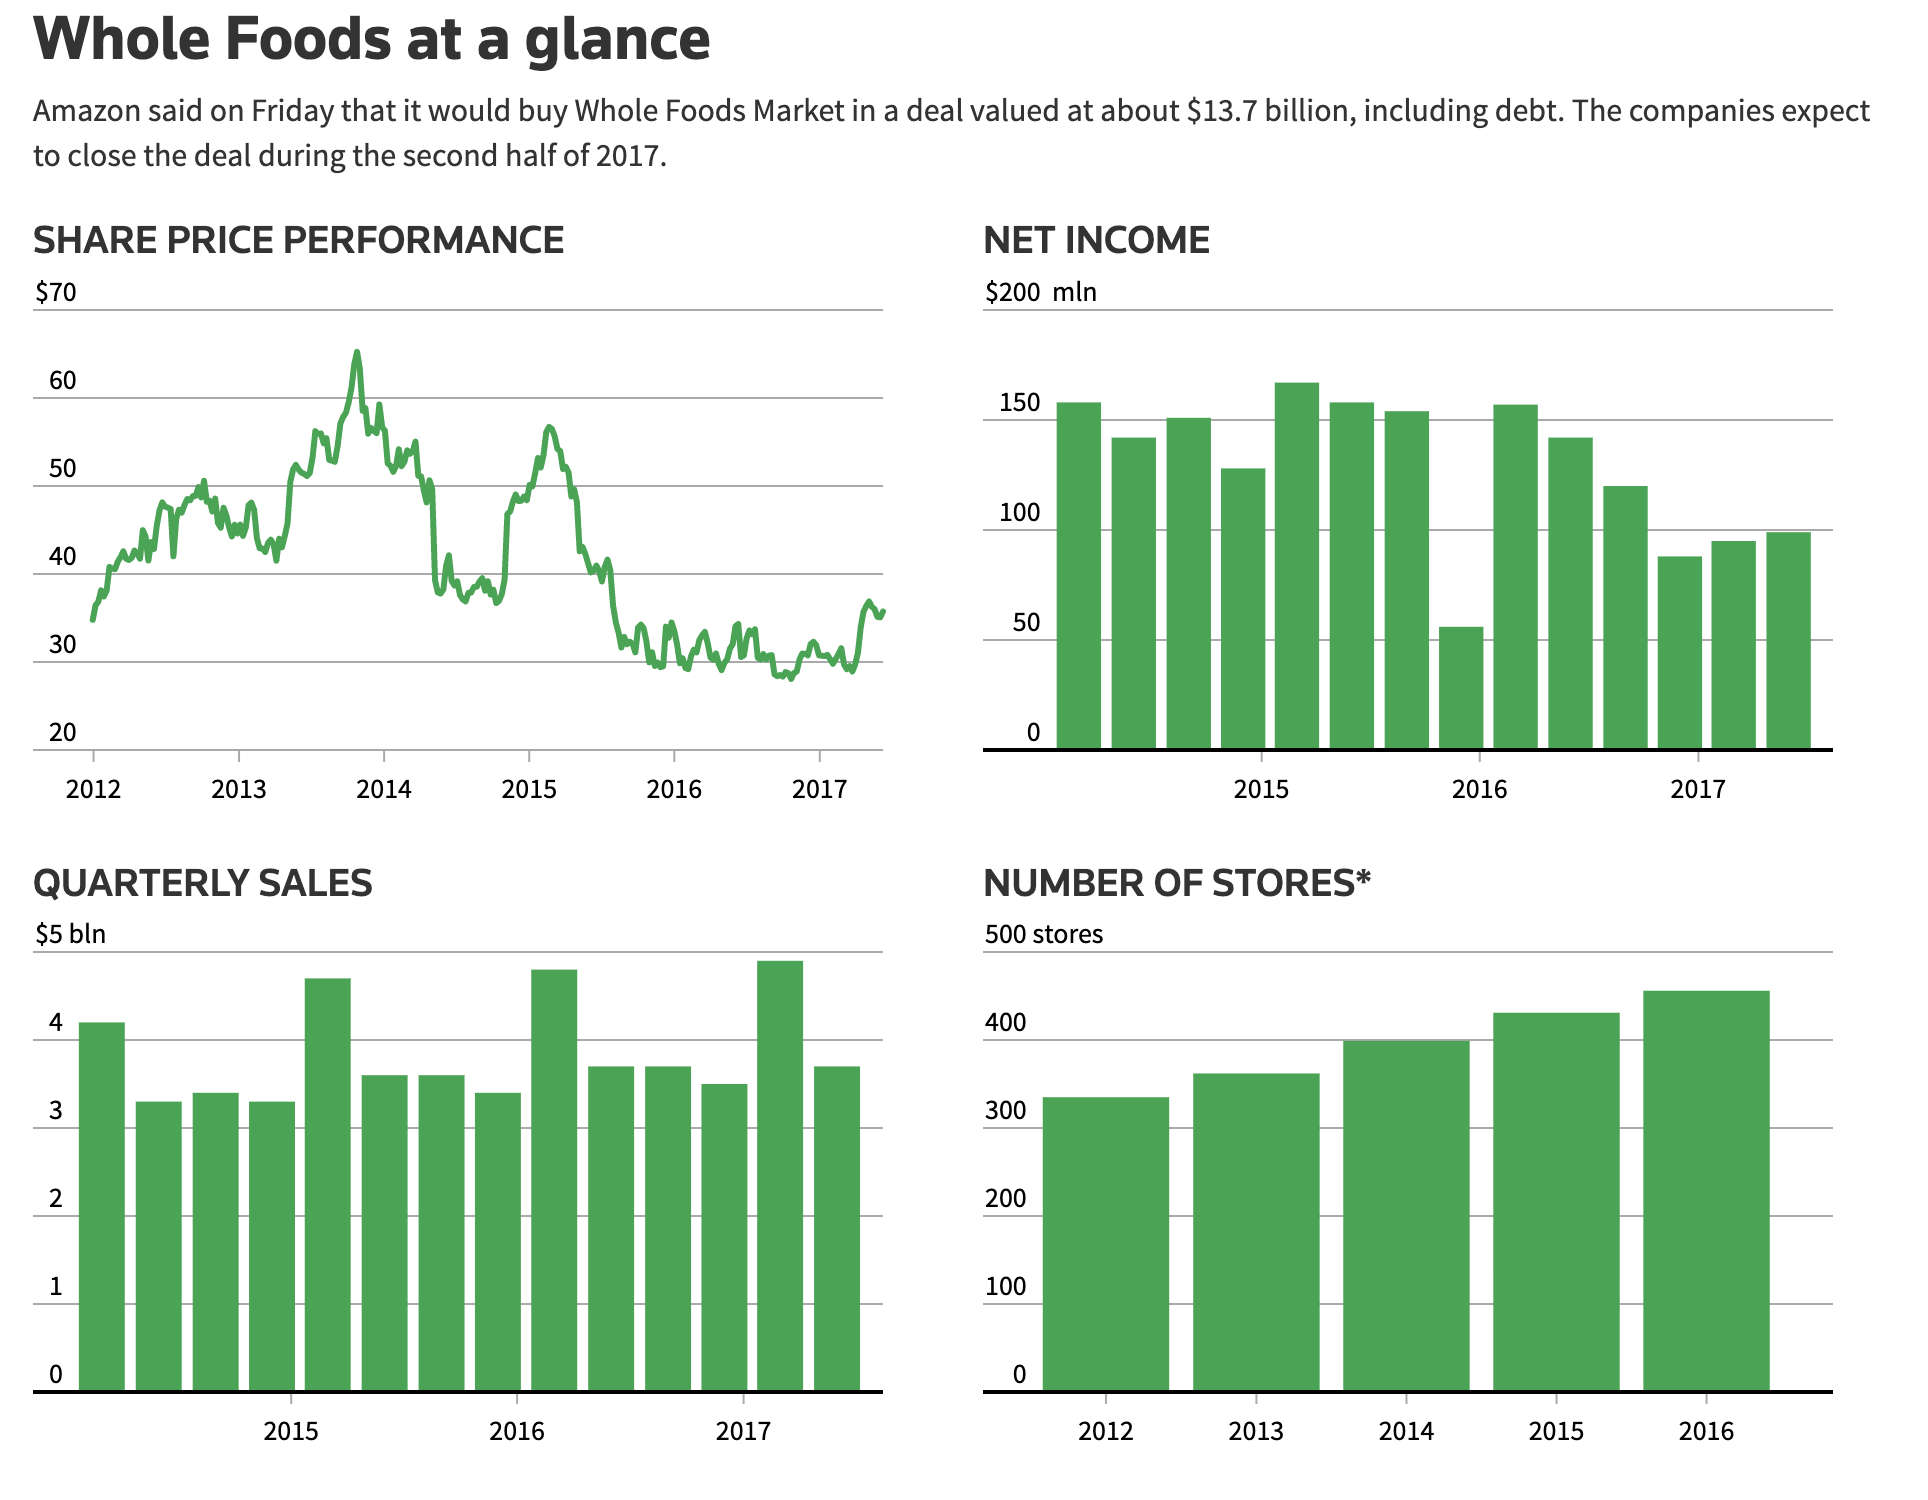 Whole Foods at a glance
Amazon said on Friday that it would buy Whole Foods Market in a deal valued at about $13.7 billion, including debt. The companies expect
to close the deal during the second half of 2017.
SHARE PRICE PERFORMANCE
$70
60
50
40
30
20
2012 2013 2014 2015 2016 2017
NET INCOME
$200 mln
150
100
50
0
2015 2016 2017
QUARTERLY SALES
$5 bln
4
3
2
1
0
2015 2016 2017
NUMBER OF STORES*
500 stores
400
300
200
100
0
2012 2013 2014 2015 2016